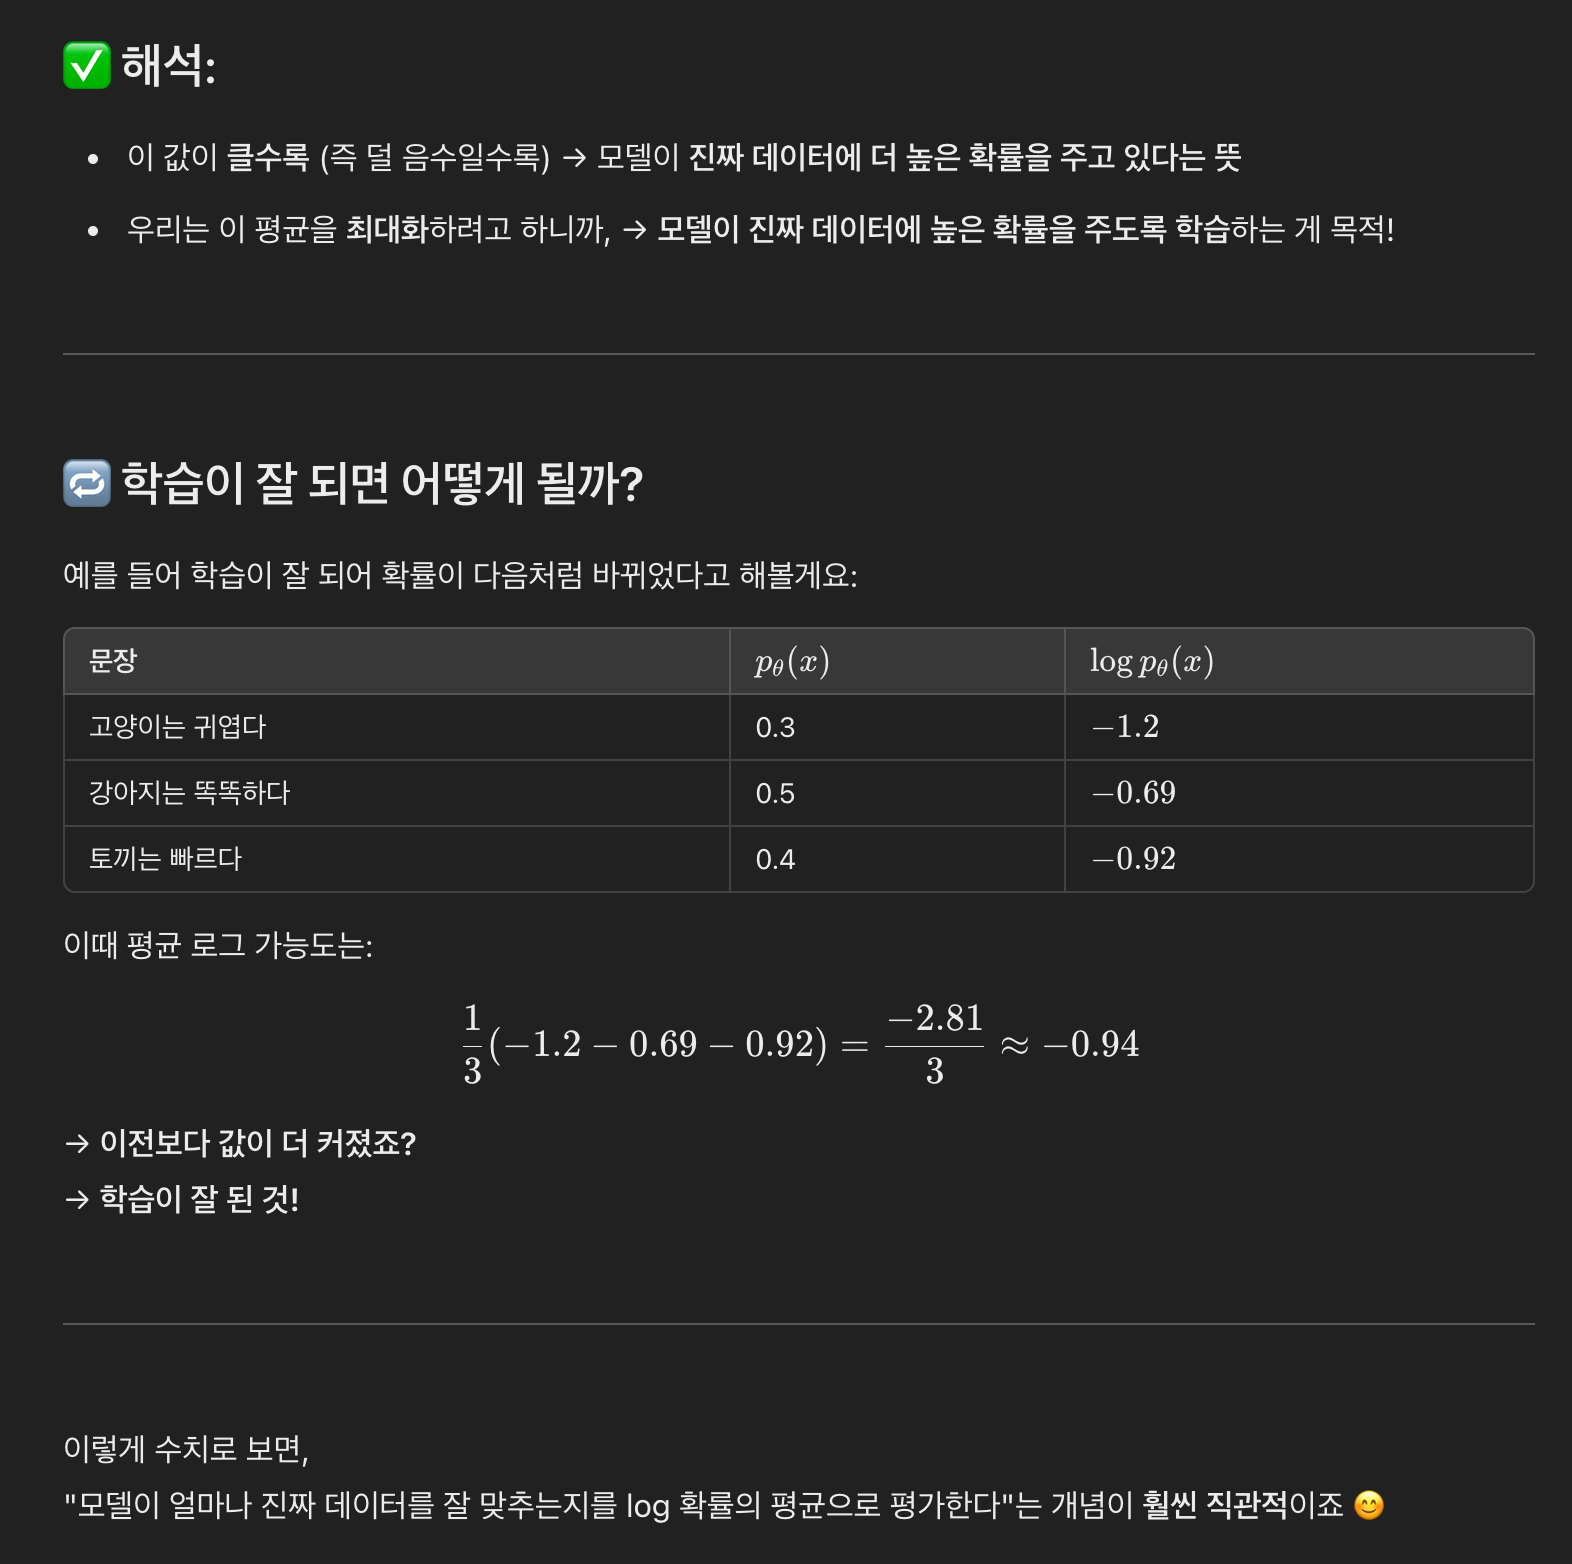 ✅ 해석:
• 이 값이 클수록 (즉 덜 음수일수록) → 모델이 진짜 데이터에 더 높은 확률을 주고 있다는 뜻
• 우리는 이 평균을 최대화하려고 하니까, → 모델이 진짜 데이터에 높은 확률을 주도록 학습하는 게 목적!
🔁 학습이 잘 되면 어떻게 될까?
예를 들어 학습이 잘 되어 확률이 다음처럼 바뀌었다고 해볼게요:
문장 pθ(x) log pθ(x)
고양이는 귀엽다 0.3 −1.2
강아지는 똑똑하다 0.5 −0.69
토끼는 빠르다 0.4 −0.92
이때 평균 로그 가능도는:
1/3(−1.2 − 0.69 − 0.92) = −2.81/3 ≈ −0.94
→ 이전보다 값이 더 커졌죠?
→ 학습이 잘 된 것!
이렇게 수치로 보면,
"모델이 얼마나 진짜 데이터를 잘 맞추는지를 log 확률의 평균으로 평가한다"는 개념이 훨씬 직관적이죠 😊